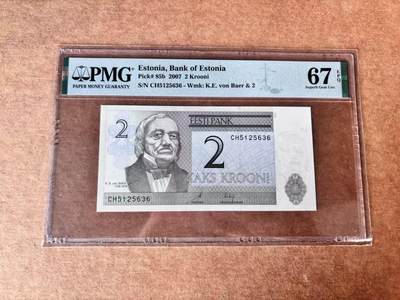 PMG
PAPER MONEY GUARANTY
Estonia, Bank of Estonia
Pick# 85b 2007 2 Krooni
S/N CH5125636 - Wmk: K.E. von Baer & 2
67 EPQ
Superb Gem Unc
2
EESTI PANK
CH5125636
2
KAKS KROONI
CH5125636